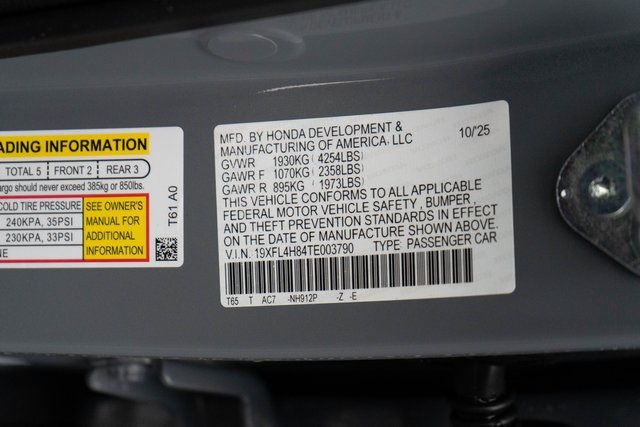 ADING INFORMATION
TOTAL 5 FRONT 2 REAR 3
argo should never exceed 385kg or 850lbs.
COLD TIRE PRESSURE
240KPA, 35PSI
230KPA, 33PSI
NE
SEE OWNER'S
MANUAL FOR
ADDITIONAL
INFORMATION
T61 A0
MFD. BY HONDA DEVELOPMENT & 10/'25
MANUFACTURING OF AMERICA, LLC
GVWR 1930KG (4254LBS)
GAWR F 1070KG (2358LBS)
GAWR R 895KG (1973LBS)
THIS VEHICLE CONFORMS TO ALL APPLICABLE
FEDERAL MOTOR VEHICLE SAFETY, BUMPER,
AND THEFT PREVENTION STANDARDS IN EFFECT
ON THE DATE OF MANUFACTURE SHOWN ABOVE.
V.I.N. 19XFL4H84TE003790 TYPE: PASSENGER CAR
T65 T AC7 -NH912P -Z -E